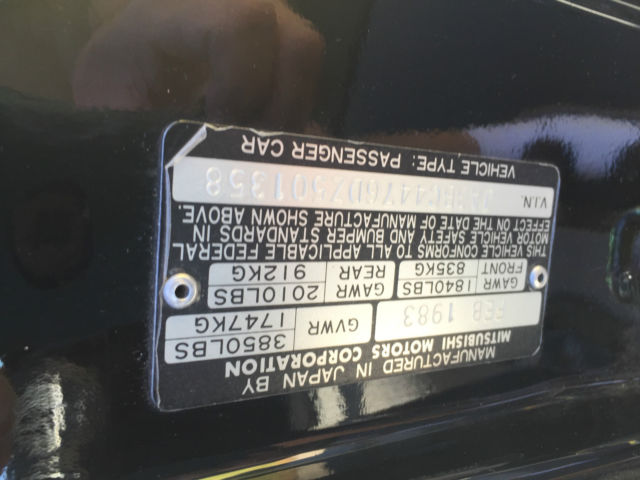 MANUFACTURED IN JAPAN BY
MITSUBISHI MOTORS CORPORATION
FEB 1983
GVWR 3850LBS
1747KG
GAWR FRONT 1840LBS
835KG
GAWR REAR 2010LBS
912KG
THIS VEHICLE CONFORMS TO ALL APPLICABLE FEDERAL
MOTOR VEHICLE SAFETY AND BUMPER STANDARDS IN
EFFECT ON THE DATE OF MANUFACTURE SHOWN ABOVE.
V.I.N.
VEHICLE TYPE: PASSENGER CAR